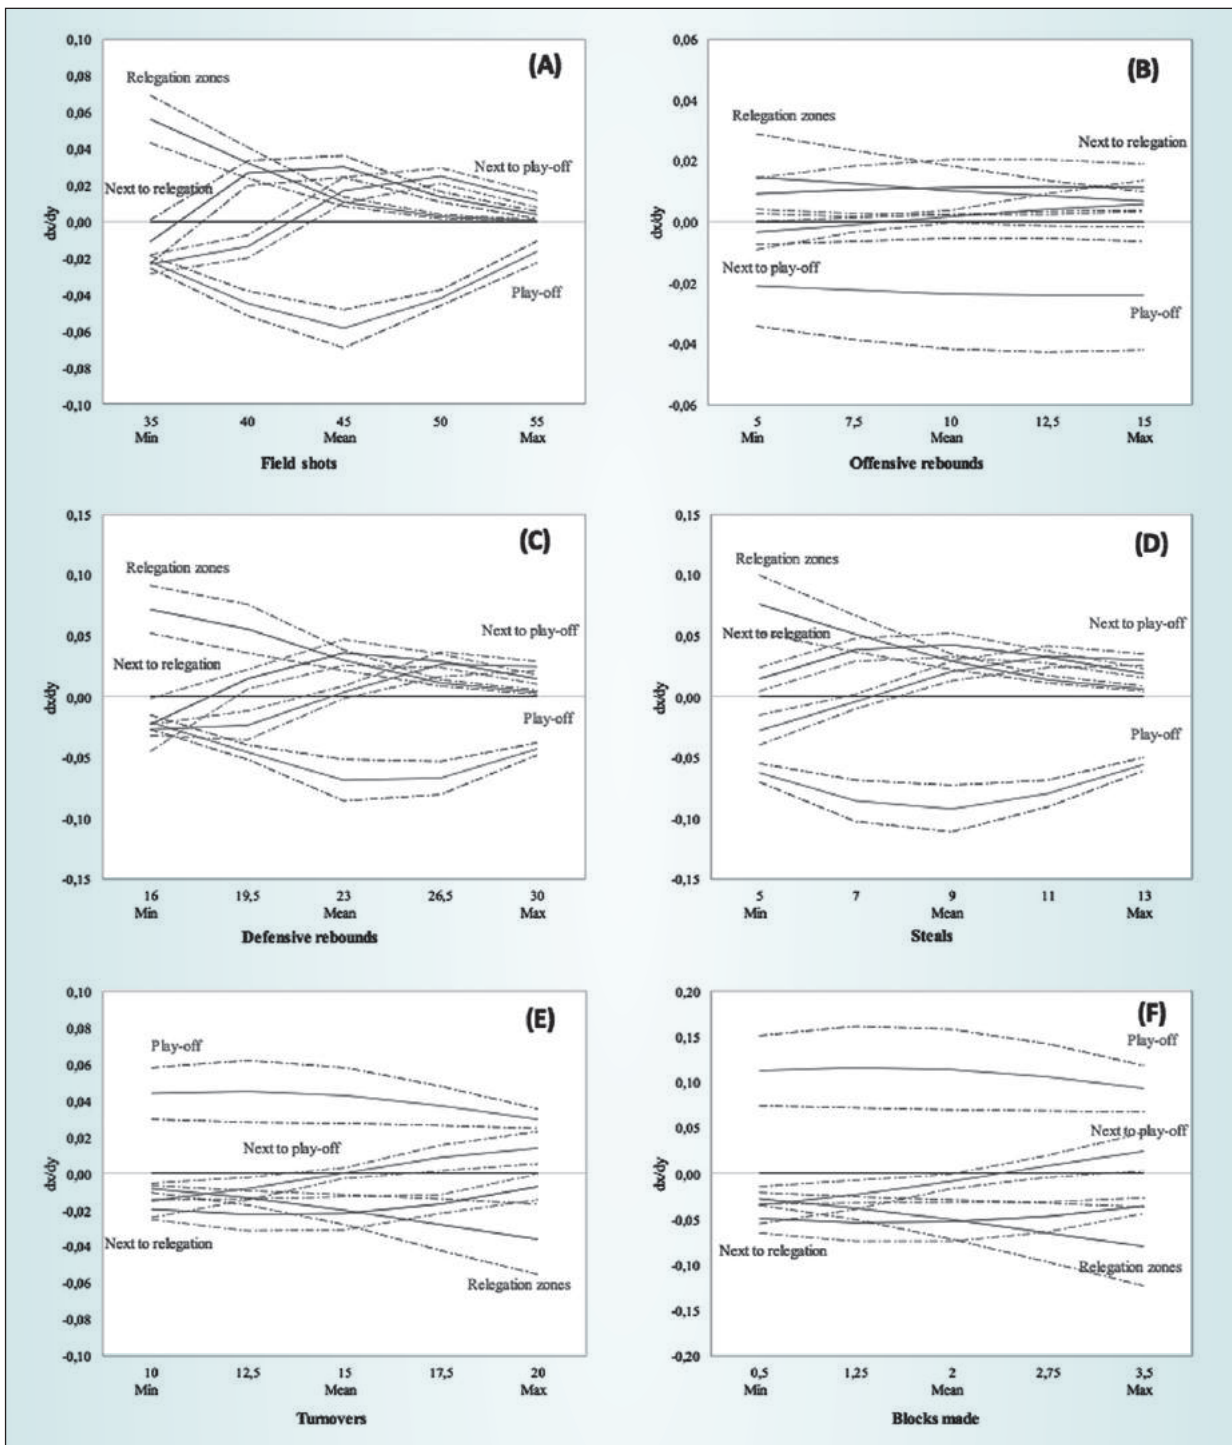 (A)
0,10
0,08
0,06
0,04
0,02
0,00
-0,02
-0,04
-0,06
-0,08
-0,10
dx/dy
Relegation zones
Next to relegation
Next to play-off
Play-off
35 40 45 50 55
Min Mean Max
Field shots
(B)
0,06
0,04
0,02
0,00
-0,02
-0,04
-0,06
dx/dy
Relegation zones
Next to relegation
Next to play-off
Play-off
5 7,5 10 12,5 15
Min Mean Max
Offensive rebounds
(C)
0,15
0,10
0,05
0,00
-0,05
-0,10
-0,15
dx/dy
Relegation zones
Next to play-off
Next to relegation
Play-off
16 19,5 23 26,5 30
Min Mean Max
Defensive rebounds
(D)
0,15
0,10
0,05
0,00
-0,05
-0,10
-0,15
dx/dy
Relegation zones
Next to play-off
Next to relegation
Play-off
5 7 9 11 13
Min Mean Max
Steals
(E)
0,10
0,08
0,06
0,04
0,02
0,00
-0,02
-0,04
-0,06
-0,08
-0,10
dx/dy
Play-off
Next to play-off
Next to relegation
Relegation zones
10 12,5 15 17,5 20
Min Mean Max
Turnovers
(F)
0,20
0,15
0,10
0,05
0,00
-0,05
-0,10
-0,15
-0,20
dx/dy
Play-off
Next to play-off
Next to relegation
Relegation zones
0,5 1,25 2 2,75 3,5
Min Mean Max
Blocks made